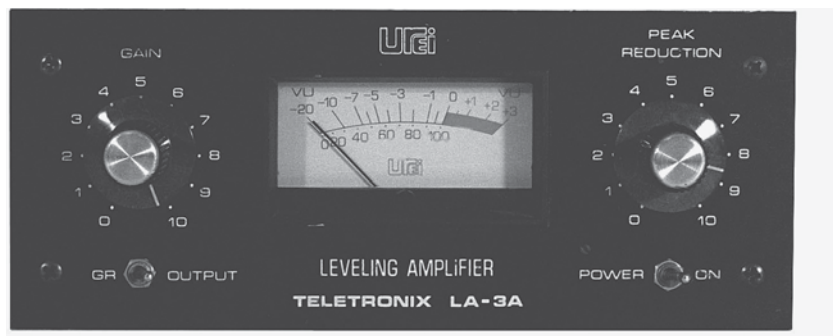 GAIN
0 1 2 3 4 5 6 7 8 9 10
GR OUTPUT
UREi
VU VU
-20 -10 -7 -5 -3 -1 0 +1 +2 +3
0 20 40 60 80 100
UREi
LEVELING AMPLiFiER
TELETRONIX LA-3A
PEAK
REDUCTION
0 1 2 3 4 5 6 7 8 9 10
POWER ON